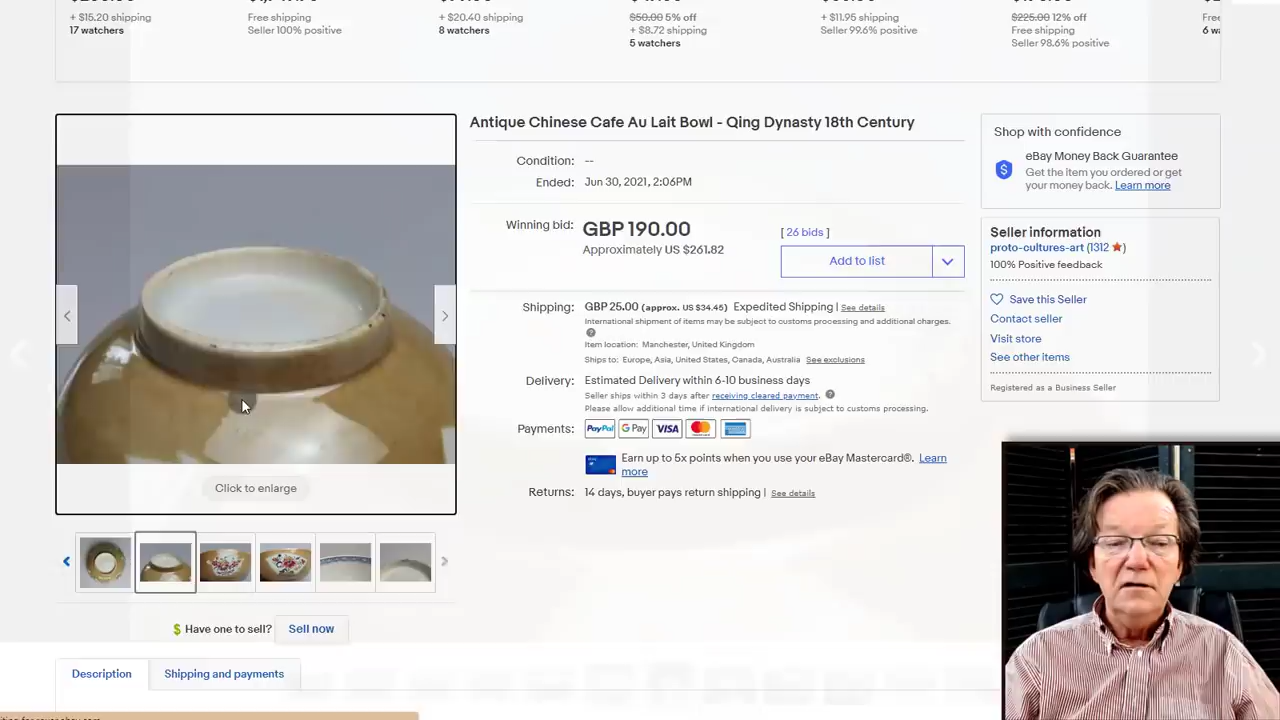 + $15.20 shipping
17 watchers
Free shipping
Seller 100% positive
+ $20.40 shipping
8 watchers
$50.00 5% off
+ $8.72 shipping
5 watchers
+ $11.95 shipping
Seller 99.6% positive
$225.00 12% off
Free shipping
Seller 98.6% positive
Free
6 w
Antique Chinese Cafe Au Lait Bowl - Qing Dynasty 18th Century
Condition: --
Ended: Jun 30, 2021, 2:06PM
Winning bid: GBP 190.00 [ 26 bids ]
Approximately US $261.82
Add to list
Shipping: GBP 25.00 (approx. US $34.45) Expedited Shipping | See details
International shipment of items may be subject to customs processing and additional charges.
Item location: Manchester, United Kingdom
Ships to: Europe, Asia, United States, Canada, Australia See exclusions
Delivery: Estimated Delivery within 6-10 business days
Seller ships within 3 days after receiving cleared payment.
Please allow additional time if international delivery is subject to customs processing.
Payments: PayPal G Pay VISA
Earn up to 5x points when you use your eBay Mastercard®. Learn
more
Returns: 14 days, buyer pays return shipping | See details
Shop with confidence
eBay Money Back Guarantee
Get the item you ordered or get
your money back. Learn more
Seller information
proto-cultures-art (1312 )
100% Positive feedback
Save this Seller
Contact seller
Visit store
See other items
Registered as a Business Seller
Click to enlarge
$ Have one to sell? Sell now
Description
Shipping and payments